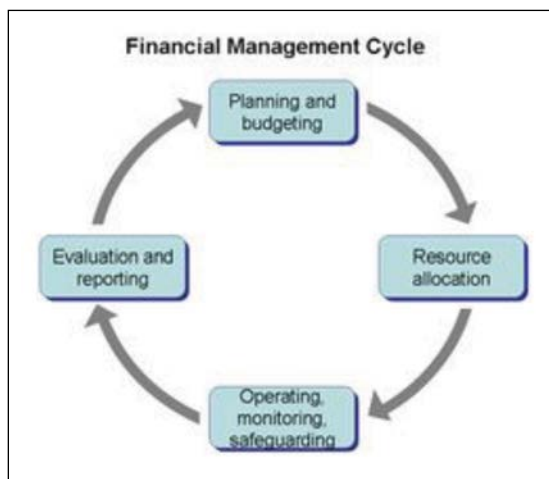 Financial Management Cycle
Planning and
budgeting
Resource
allocation
Operating,
monitoring,
safeguarding
Evaluation and
reporting